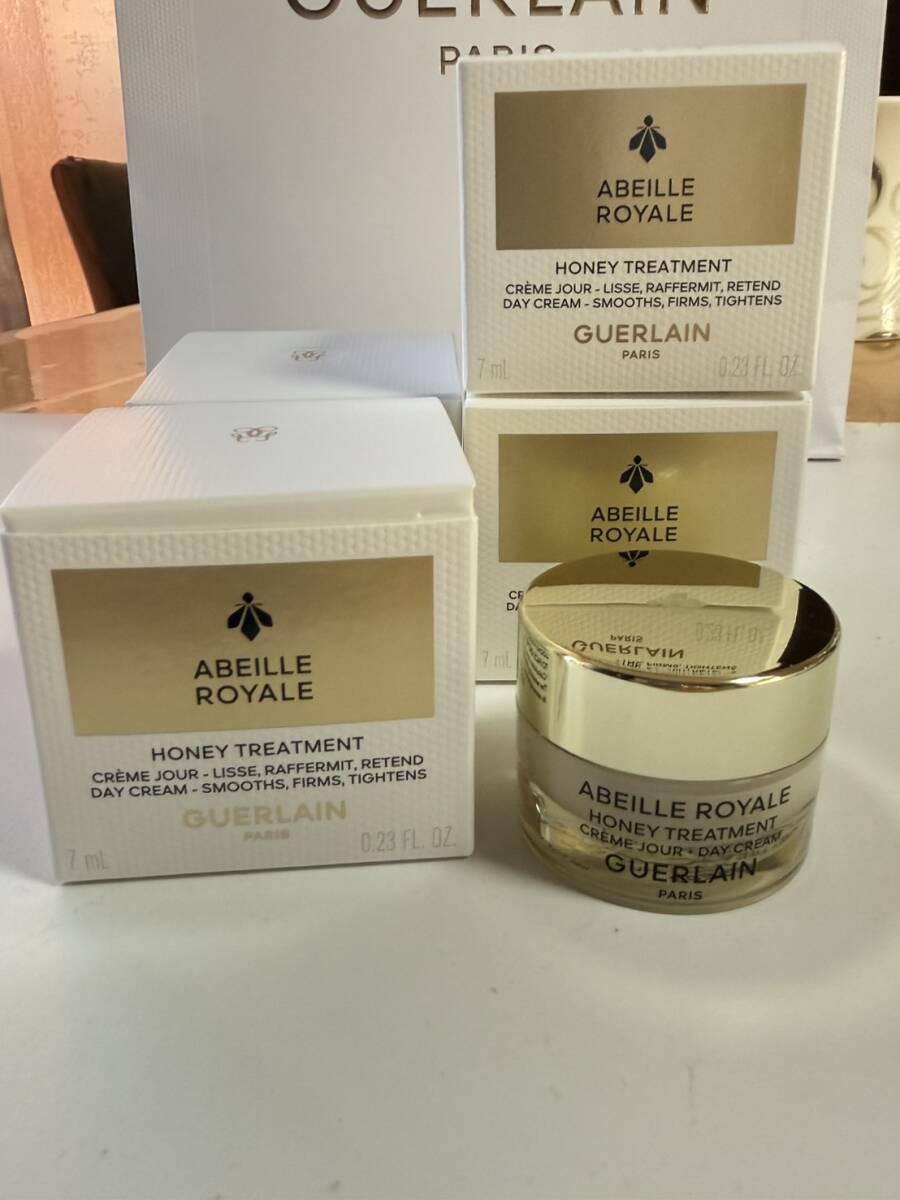 GUERLAIN
PARIS
ABEILLE
ROYALE
HONEY TREATMENT
CRÈME JOUR - LISSE, RAFFERMIT, RETEND
DAY CREAM - SMOOTHS, FIRMS, TIGHTENS
GUERLAIN
PARIS
7 mL 0.23 FL. OZ.
ABEILLE
ROYALE
7 mL
ABEILLE
ROYALE
HONEY TREATMENT
CRÈME JOUR - LISSE, RAFFERMIT, RETEND
DAY CREAM - SMOOTHS, FIRMS, TIGHTENS
GUERLAIN
PARIS
7 mL 0.23 FL. OZ.
ABEILLE ROYALE
HONEY TREATMENT
CRÈME JOUR - DAY CREAM
GUERLAIN
PARIS